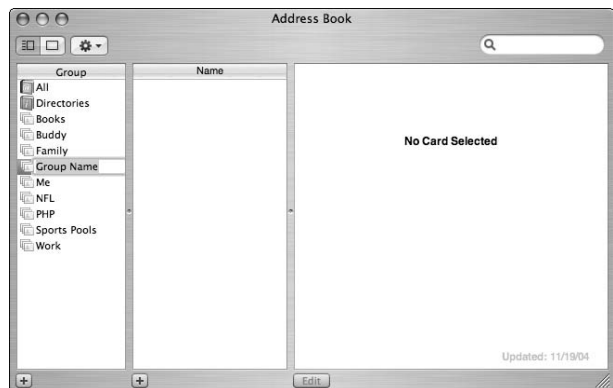 Address Book
Group
Name
All
Directories
Books
Buddy
Family
Group Name
Me
NFL
PHP
Sports Pools
Work
No Card Selected
Updated: 11/19/04
Edit